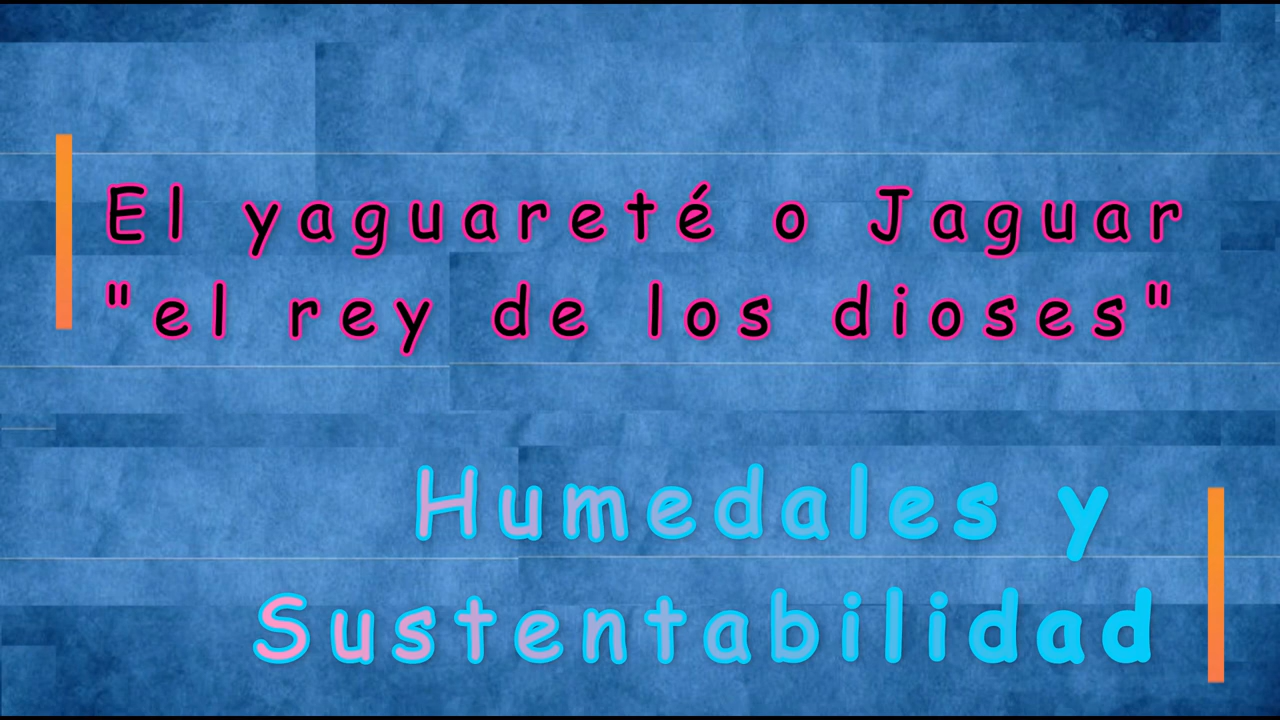 El yaguareté o Jaguar
"el rey de los dioses"
Humedales y
Sustentabilidad